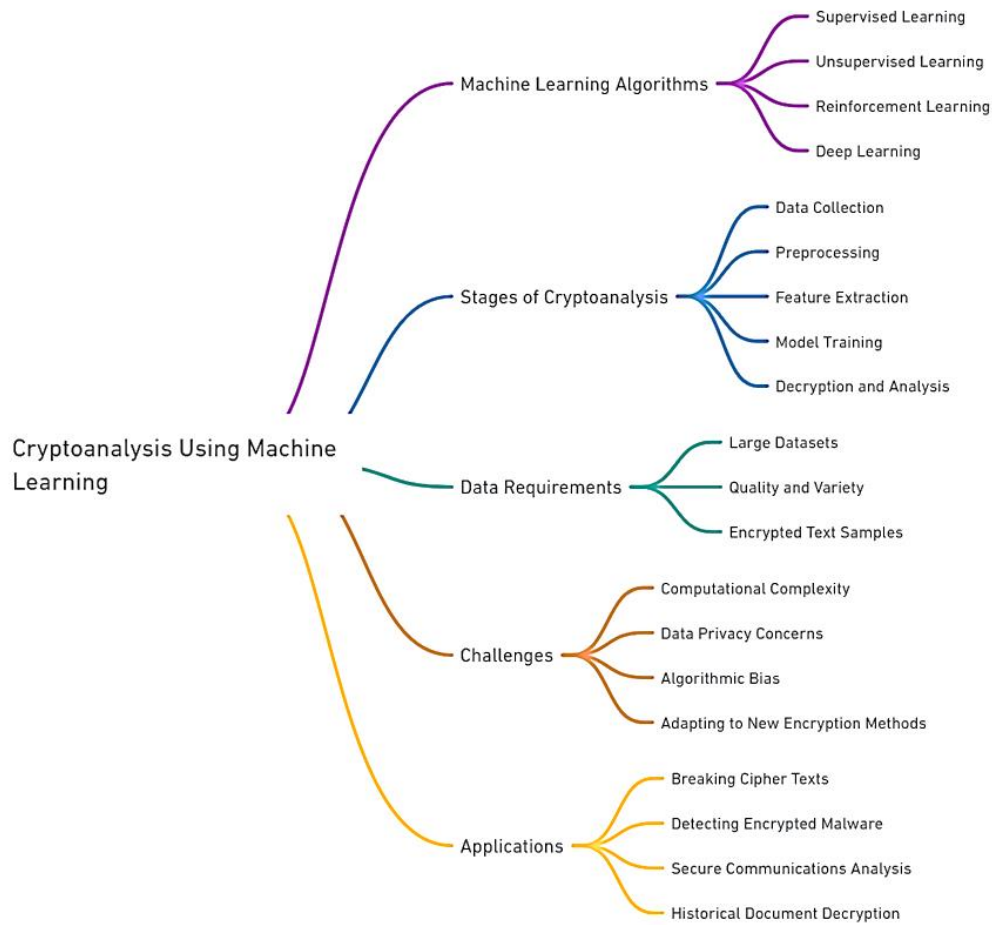 Cryptoanalysis Using Machine
Learning
Machine Learning Algorithms
Supervised Learning
Unsupervised Learning
Reinforcement Learning
Deep Learning
Stages of Cryptoanalysis
Data Collection
Preprocessing
Feature Extraction
Model Training
Decryption and Analysis
Data Requirements
Large Datasets
Quality and Variety
Encrypted Text Samples
Challenges
Computational Complexity
Data Privacy Concerns
Algorithmic Bias
Adapting to New Encryption Methods
Applications
Breaking Cipher Texts
Detecting Encrypted Malware
Secure Communications Analysis
Historical Document Decryption